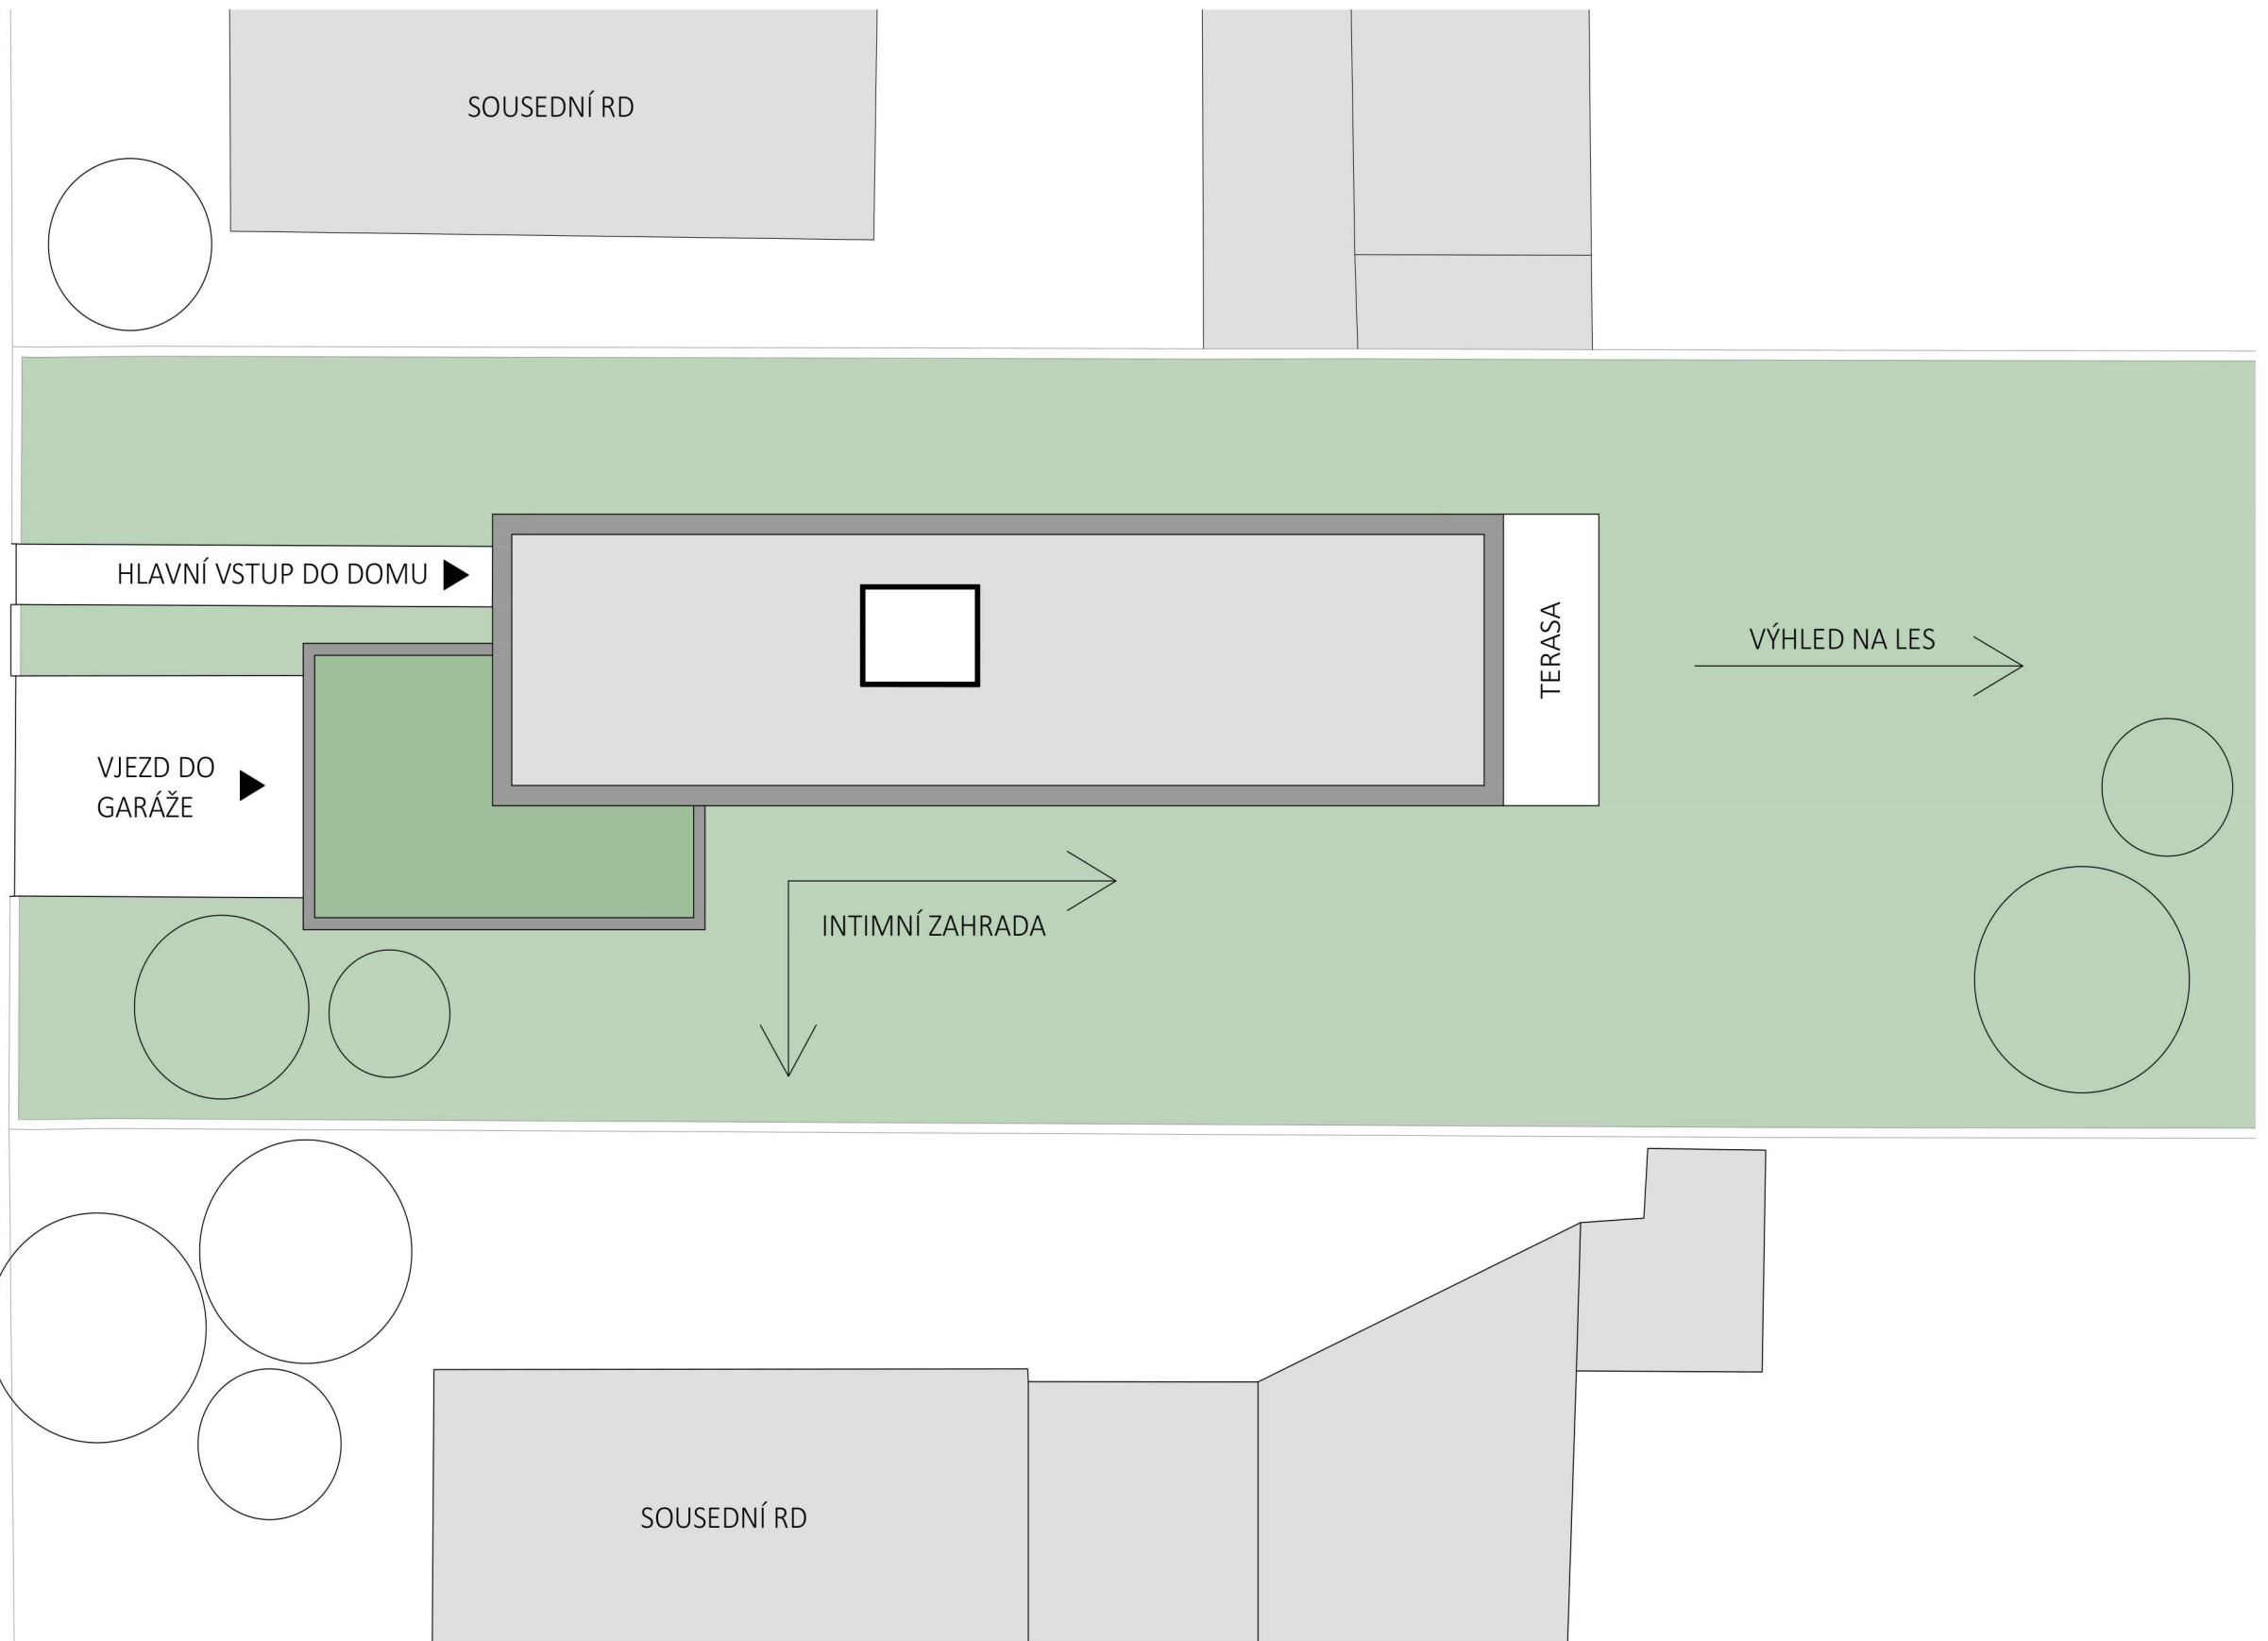 SOUSEDNÍ RD
HLAVNÍ VSTUP DO DOMU
TERASA
VÝHLED NA LES
VJEZD DO
GARÁŽE
INTIMNÍ ZAHRADA
SOUSEDNÍ RD